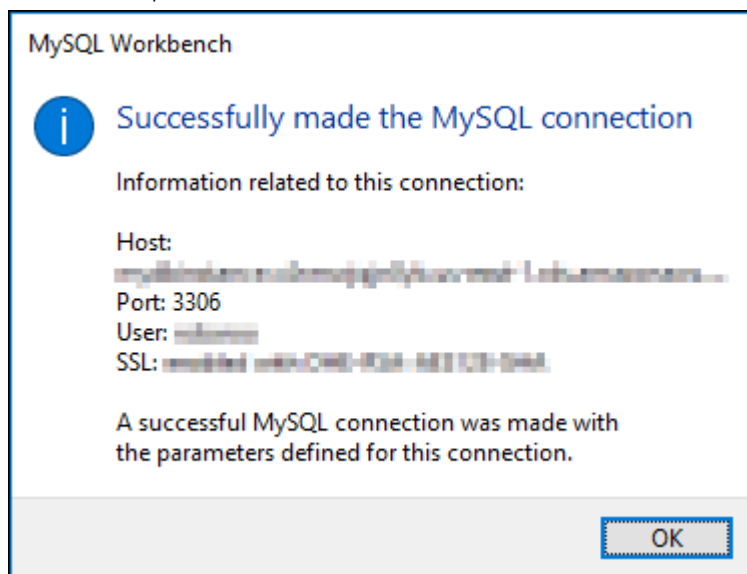 MySQL Workbench
Successfully made the MySQL connection
Information related to this connection:
Host:
Port: 3306
User:
SSL:
A successful MySQL connection was made with
the parameters defined for this connection.
OK